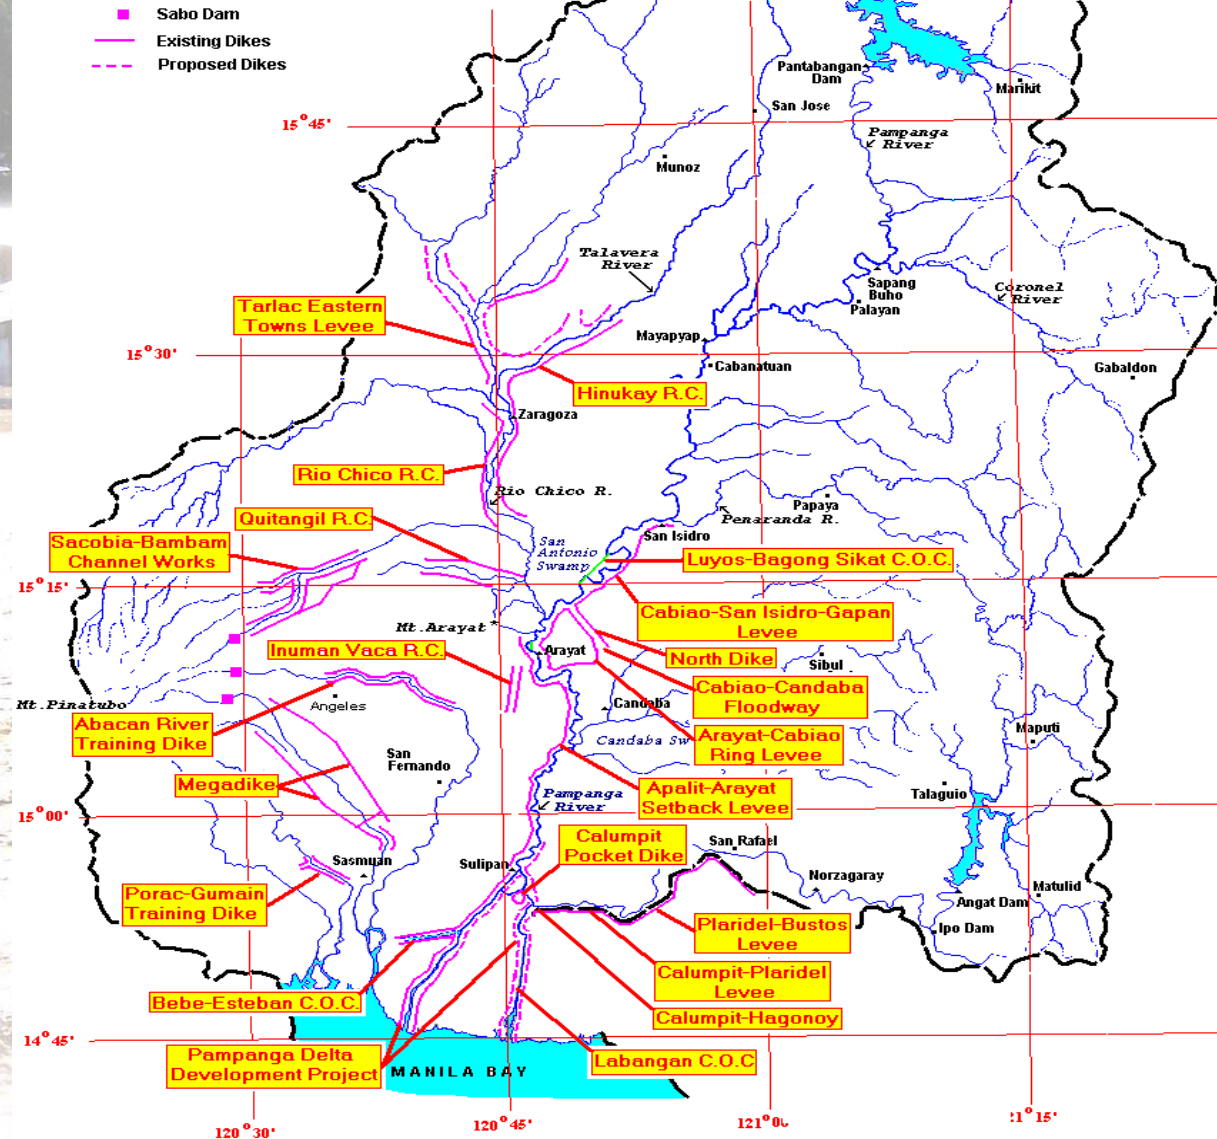 Sabo Dam
Existing Dikes
Proposed Dikes
Pantabangan
Dam
Marikit
San Jose
15°45'
Pampanga
River
Munoz
Talavera
River
Sapang
Buho
Coronel
River
Palayan
Tarlac Eastern
Towns Levee
Mayapyap
15°30'
Cabanatuan
Gabaldon
Hinukay R.C.
Zaragoza
Rio Chico R.C.
Rio Chico R.
Papaya
Penaranda R.
Quitangil R.C.
San Isidro
San
Antonio
Swamp
Sacobia-Bambam
Channel Works
Luyos-Bagong Sikat C.O.C.
15°15'
Cabiao-San Isidro-Gapan
Levee
Mt.Arayat*
Inuman Vaca R.C.
Arayat
North Dike
Sibul
Cabiao-Candaba
Floodway
Mt.Pinatubo
Angeles
Candaba
Abacan River
Training Dike
Candaba Sw
Arayat-Cabiao
Ring Levee
Maputi
San
Fernando
Megadike
Apalit-Arayat
Setback Levee
Pampanga
River
Talaguio
15°00'
Calumpit
Pocket Dike
San Rafael
Sasmuan
Sulipan
Norzagaray
Matulid
Porac-Gumain
Training Dike
Angat Dam
Plaridel-Bustos
Levee
Ipo Dam
Calumpit-Plaridel
Levee
Bebe-Esteban C.O.C.
Calumpit-Hagonoy
14°45'
Pampanga Delta
Development Project
Labangan C.O.C
MANILA BAY
120°30'
120°45'
121°00
121°15'